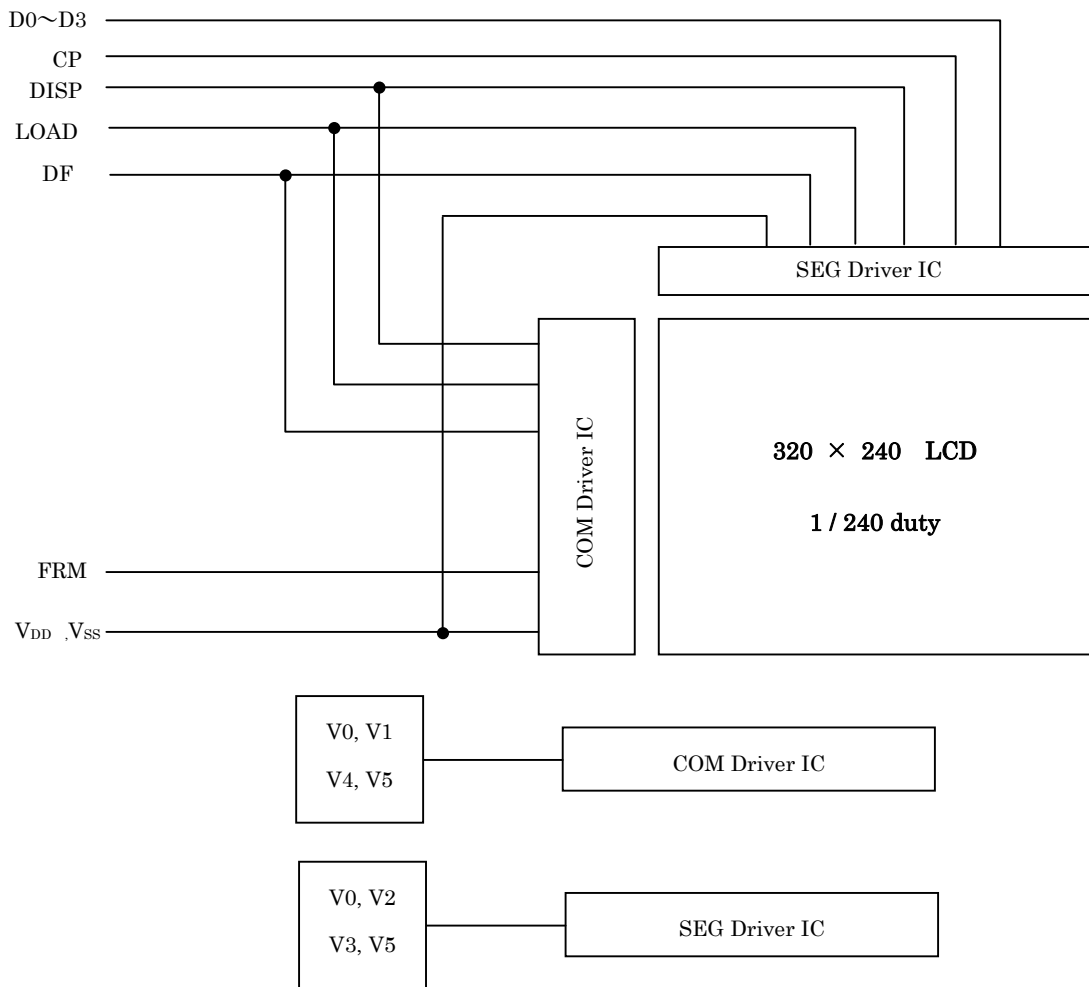 D0～D3
CP
DISP
LOAD
DF
SEG Driver IC
COM Driver IC
320 × 240 LCD
1 / 240 duty
FRM
VDD ,VSS
V0, V1
V4, V5
COM Driver IC
V0, V2
V3, V5
SEG Driver IC